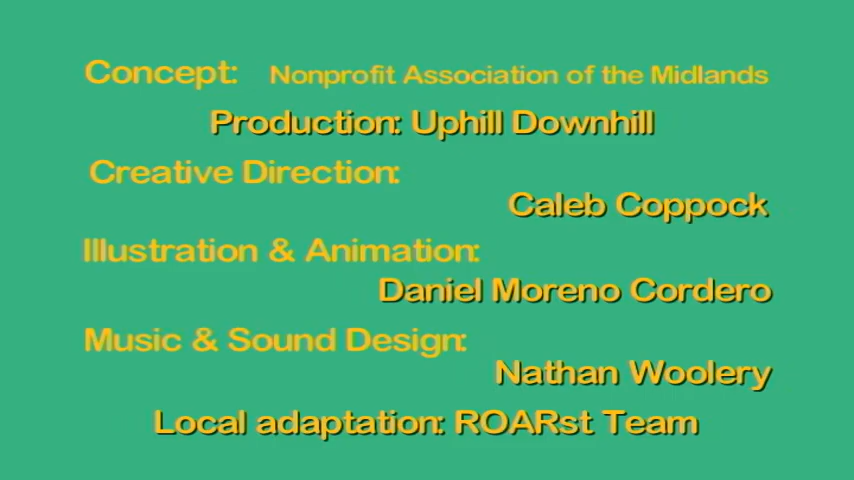 Concept: Nonprofit Association of the Midlands
Production: Uphill Downhill
Creative Direction:
Caleb Coppock
Illustration & Animation:
Daniel Moreno Cordero
Music & Sound Design:
Nathan Woolery
Local adaptation: ROARst Team